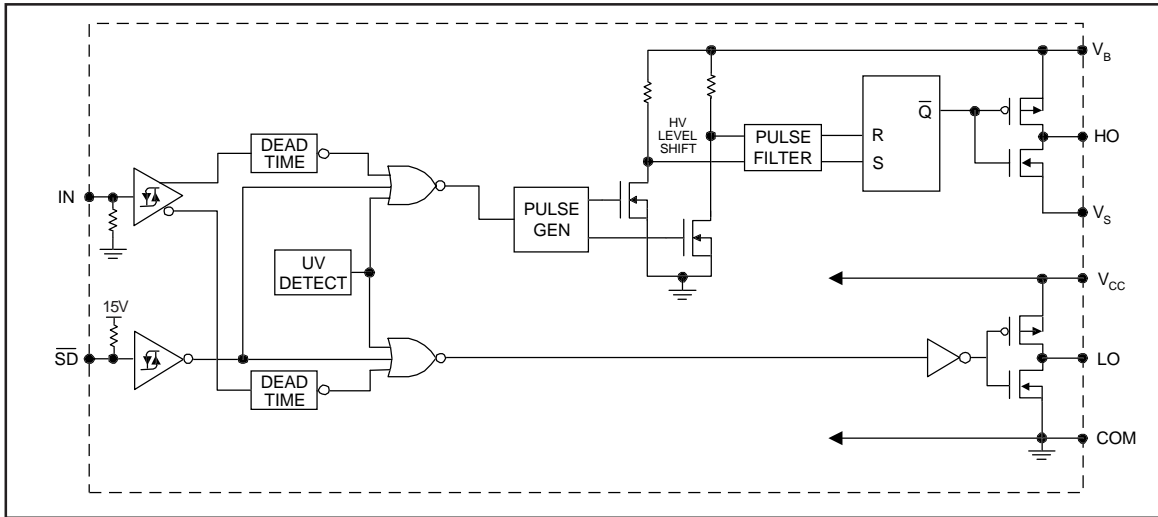 V_B
HV
LEVEL
SHIFT
PULSE
FILTER
R
S
Q̅
HO
DEAD
TIME
IN
PULSE
GEN
V_S
UV
DETECT
V_CC
15V
S̅D̅
LO
DEAD
TIME
COM